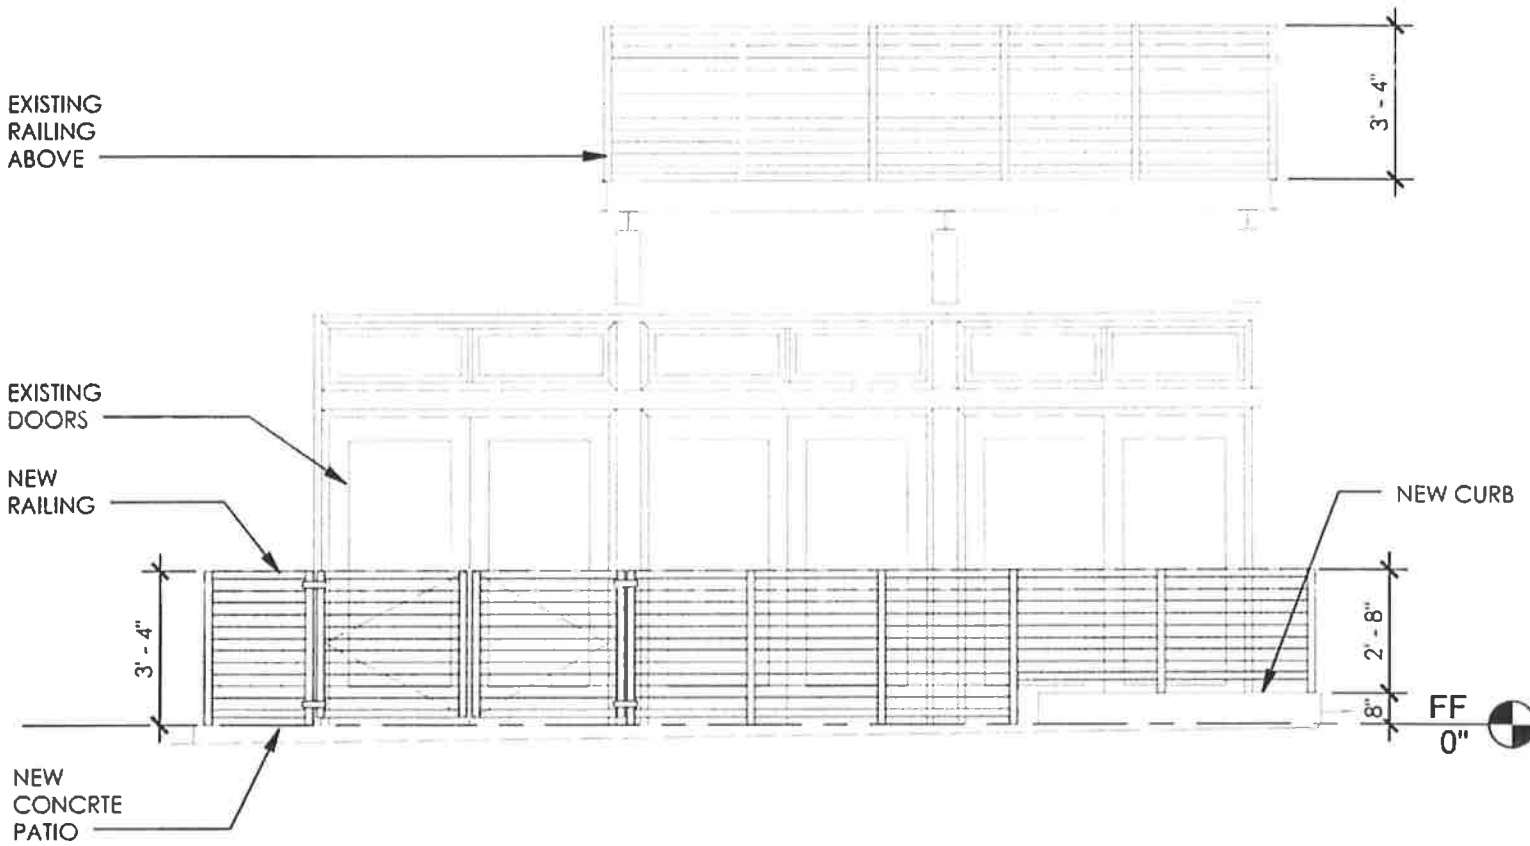 EXISTING
RAILING
ABOVE
3' - 4"
EXISTING
DOORS
NEW
RAILING
NEW CURB
3' - 4"
2' - 8"
8"
FF
0"
NEW
CONCRTE
PATIO